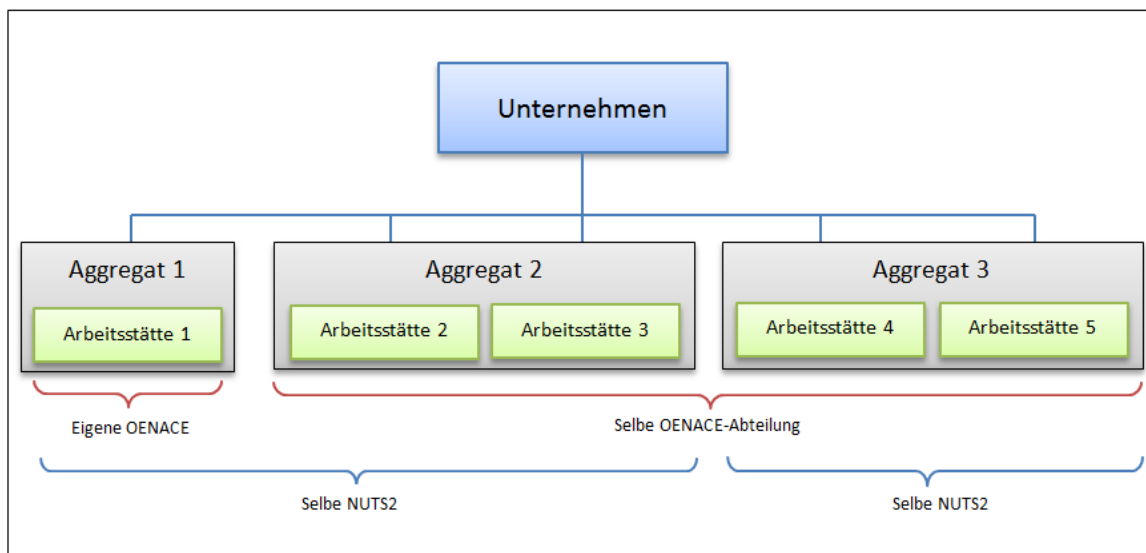 Unternehmen
Aggregat 1
Aggregat 2
Aggregat 3
Arbeitsstätte 1
Arbeitsstätte 2
Arbeitsstätte 3
Arbeitsstätte 4
Arbeitsstätte 5
Eigene OENACE
Selbe OENACE-Abteilung
Selbe NUTS2
Selbe NUTS2